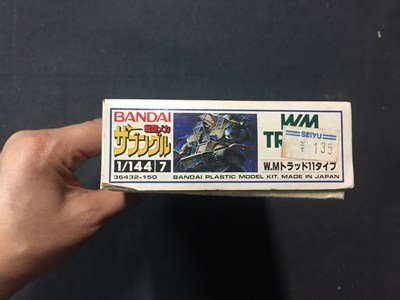 BANDAI
戦闘メカ
ザブングル
1/144 7
36432-150
WM
TR
SEIYU
¥ 135
W.Mトラッド11タイプ
BANDAI PLASTIC MODEL KIT. MADE IN JAPAN